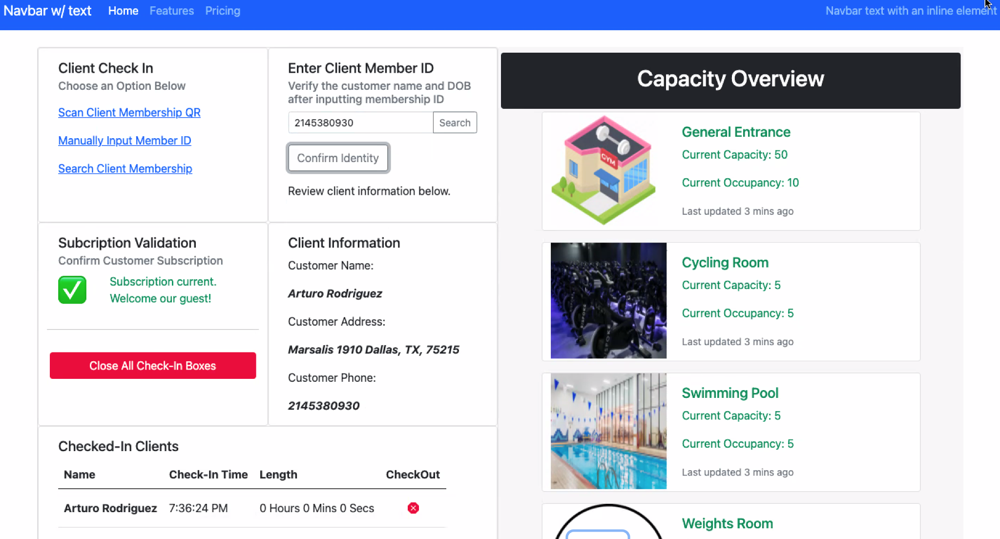 Navbar w/ text Home Features Pricing Navbar text with an inline element
Client Check In
Choose an Option Below
Scan Client Membership QR
Manually Input Member ID
Search Client Membership
Enter Client Member ID
Verify the customer name and DOB
after inputting membership ID
2145380930 Search
Confirm Identity
Review client information below.
Subcription Validation
Confirm Customer Subscription
Subscription current.
Welcome our guest!
Close All Check-In Boxes
Client Information
Customer Name:
Arturo Rodriguez
Customer Address:
Marsalis 1910 Dallas, TX, 75215
Customer Phone:
2145380930
Checked-In Clients
Name Check-In Time Length CheckOut
Arturo Rodriguez 7:36:24 PM 0 Hours 0 Mins 0 Secs
Capacity Overview
GYM
General Entrance
Current Capacity: 50
Current Occupancy: 10
Last updated 3 mins ago
Cycling Room
Current Capacity: 5
Current Occupancy: 5
Last updated 3 mins ago
Swimming Pool
Current Capacity: 5
Current Occupancy: 5
Last updated 3 mins ago
Weights Room